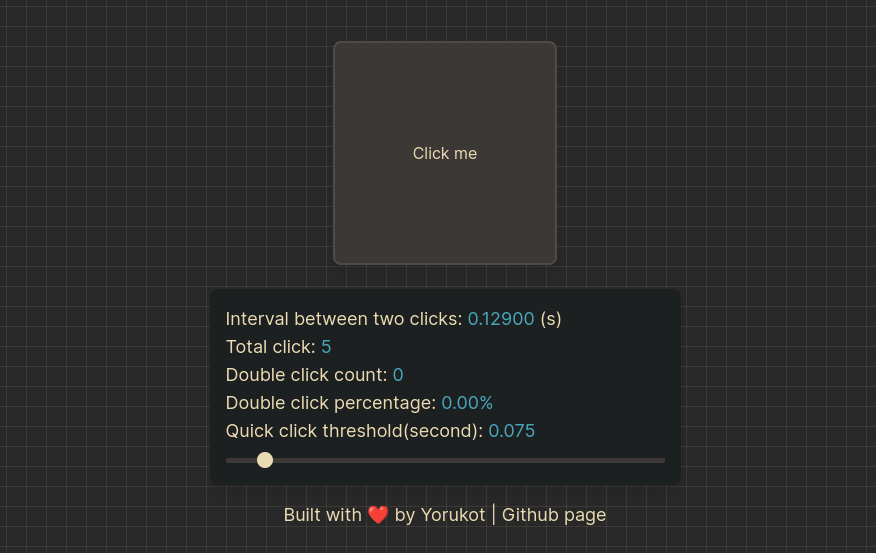 Click me
Interval between two clicks: 0.12900 (s)
Total click: 5
Double click count: 0
Double click percentage: 0.00%
Quick click threshold(second): 0.075
Built with ❤️ by Yorukot | Github page